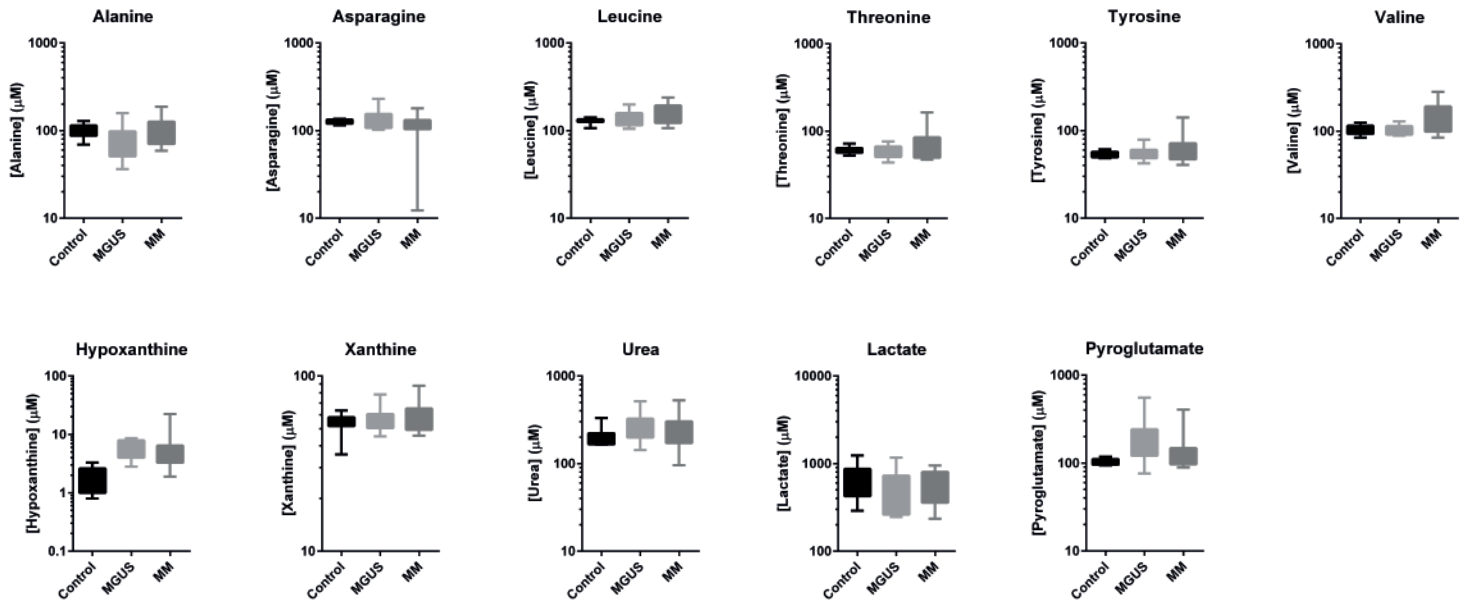 Alanine
[Alanine] (μM)
1000
100
10
Control
MGUS
MM
Asparagine
[Asparagine] (μM)
1000
100
10
Control
MGUS
MM
Leucine
[Leucine] (μM)
1000
100
10
Control
MGUS
MM
Threonine
[Threonine] (μM)
1000
100
10
Control
MGUS
MM
Tyrosine
[Tyrosine] (μM)
1000
100
10
Control
MGUS
MM
Valine
[Valine] (μM)
1000
100
10
Control
MGUS
MM
Hypoxanthine
[Hypoxanthine] (μM)
100
10
1
0.1
Control
MGUS
MM
Xanthine
[Xanthine] (μM)
100
10
Control
MGUS
MM
Urea
[Urea] (μM)
1000
100
10
Control
MGUS
MM
Lactate
[Lactate] (μM)
10000
1000
100
Control
MGUS
MM
Pyroglutamate
[Pyroglutamate] (μM)
1000
100
10
Control
MGUS
MM